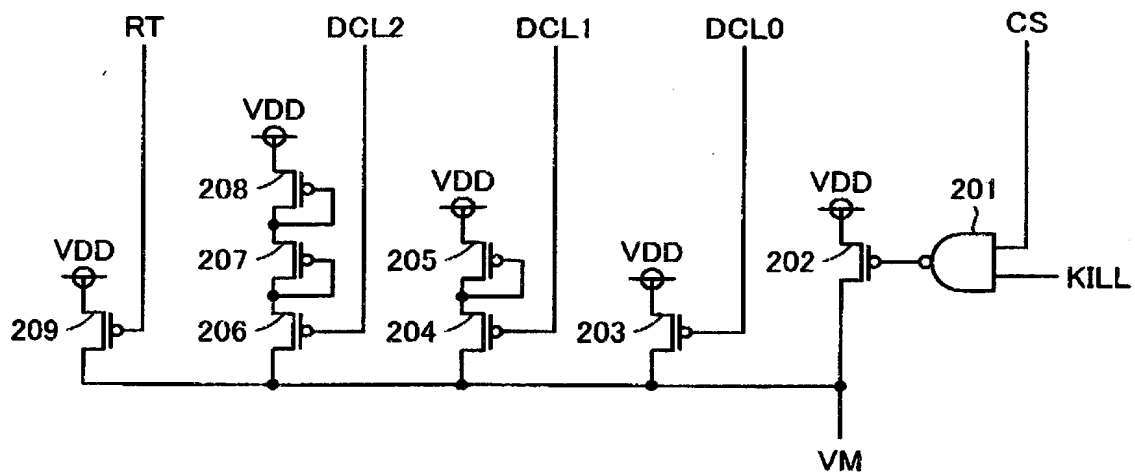 RT
DCL2
DCL1
DCL0
CS
VDD
208
VDD
VDD
201
VDD
207
205
VDD
202
KILL
209
206
204
203
VM